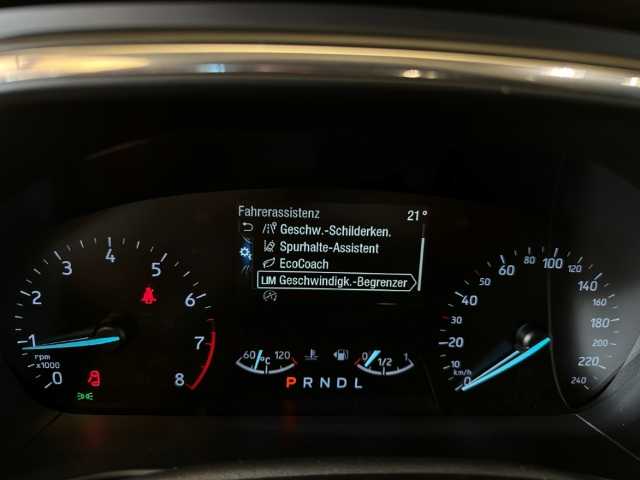 Fahrerassistenz 21°
Geschw.-Schilderken.
Spurhalte-Assistent
EcoCoach
LIM Geschwindigk.-Begrenzer
0 1 2 3 4 5 6 7 8
rpm
x1000
60 °C 120
0 1/2 1
P R N D L
0 10 20 30 40 60 80 100 120 140 160 180 200 220 240
km/h